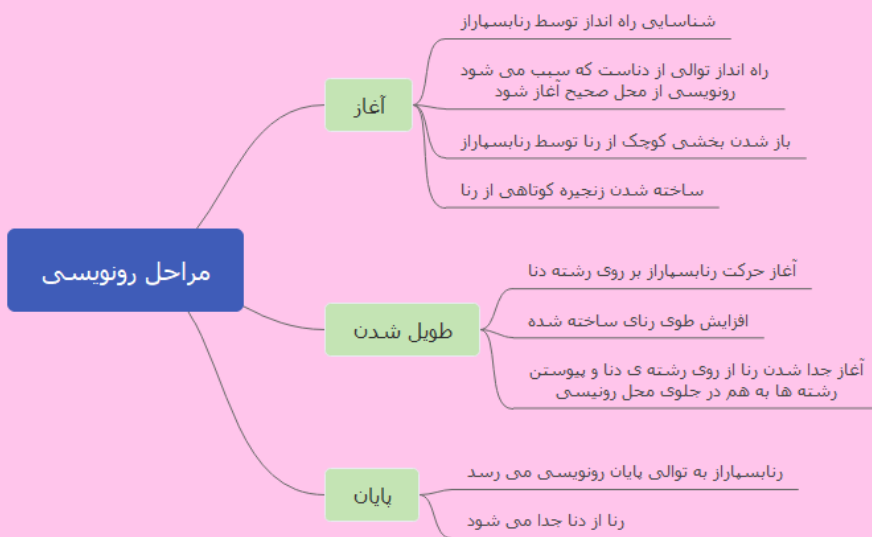 مراحل رونویسی
آغاز
شناسایی راه انداز توسط رنابسپاراز
راه انداز توالی از دناست که سبب می شود
رونویسی از محل صحیح آغاز شود
باز شدن بخشی کوچک از رنا توسط رنابسپاراز
ساخته شدن زنجیره کوتاهی از رنا
طویل شدن
آغاز حرکت رنابسپاراز بر روی رشته دنا
افزایش طوی رنای ساخته شده
آغاز جدا شدن رنا از روی رشته ی دنا و پیوستن
رشته ها به هم در جلوی محل رونیسی
پایان
رنابسپاراز به توالی پایان رونویسی می رسد
رنا از دنا جدا می شود